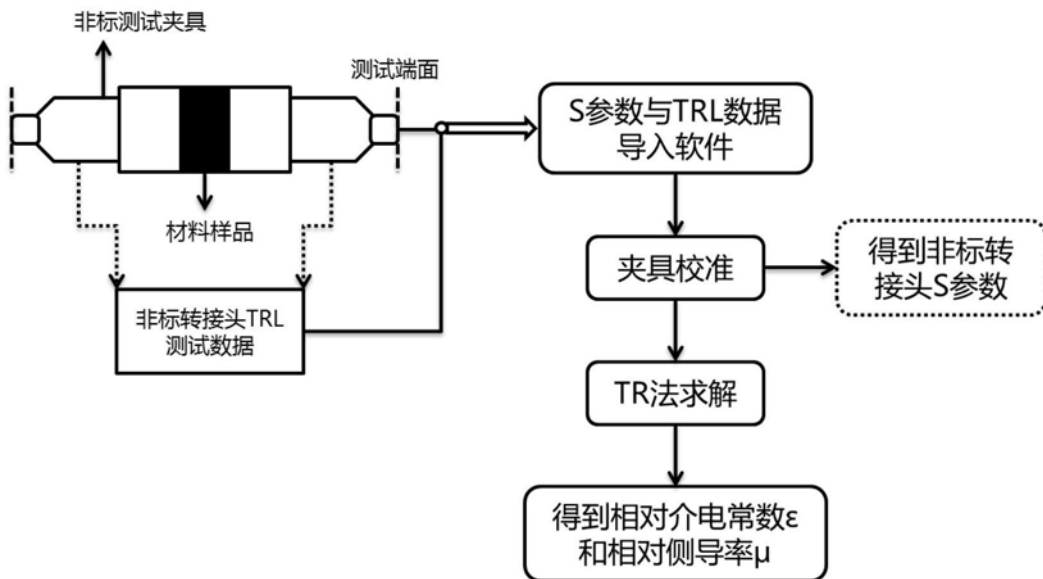 非标测试夹具
测试端面
材料样品
非标转接头TRL
测试数据
S参数与TRL数据
导入软件
夹具校准
得到非标转
接头S参数
TR法求解
得到相对介电常数ε
和相对侧导率μ